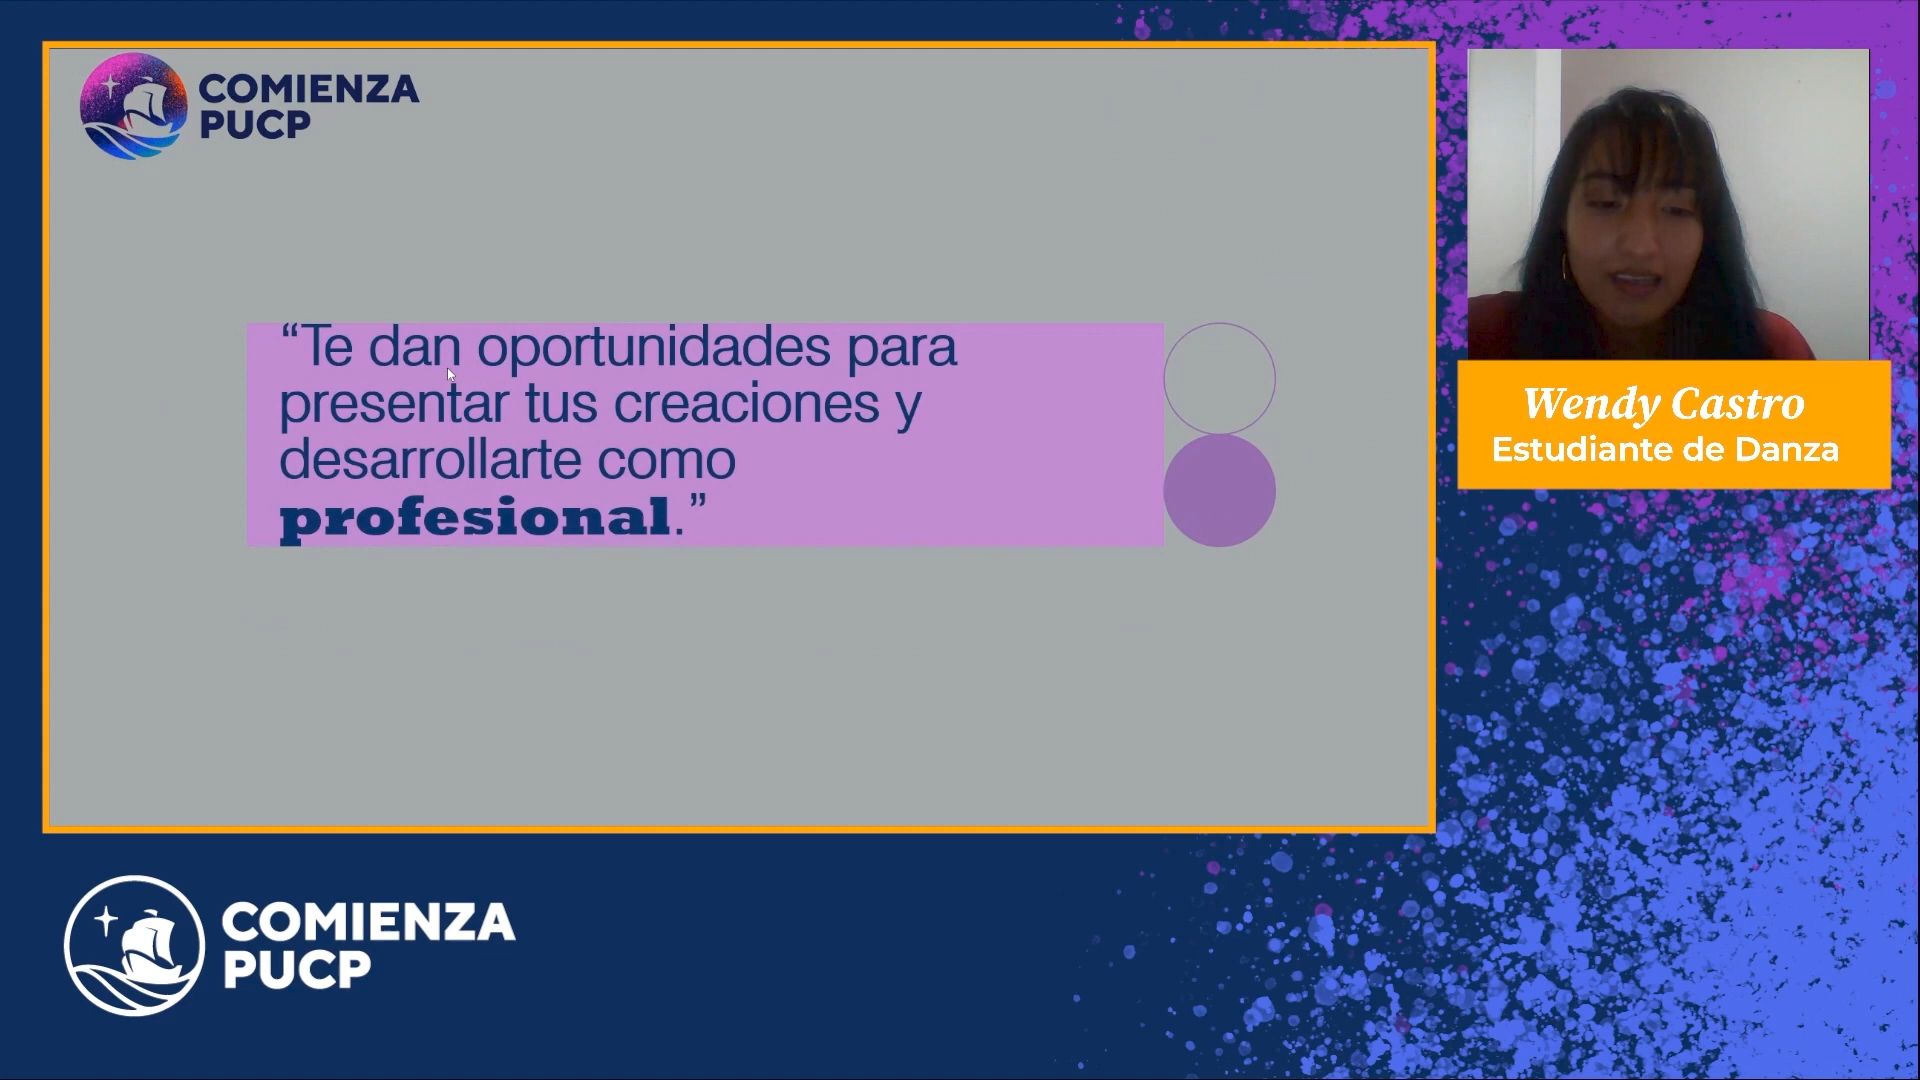 COMIENZA
PUCP
“Te dan oportunidades para
presentar tus creaciones y
desarrollarte como
profesional.”
Wendy Castro
Estudiante de Danza
COMIENZA
PUCP